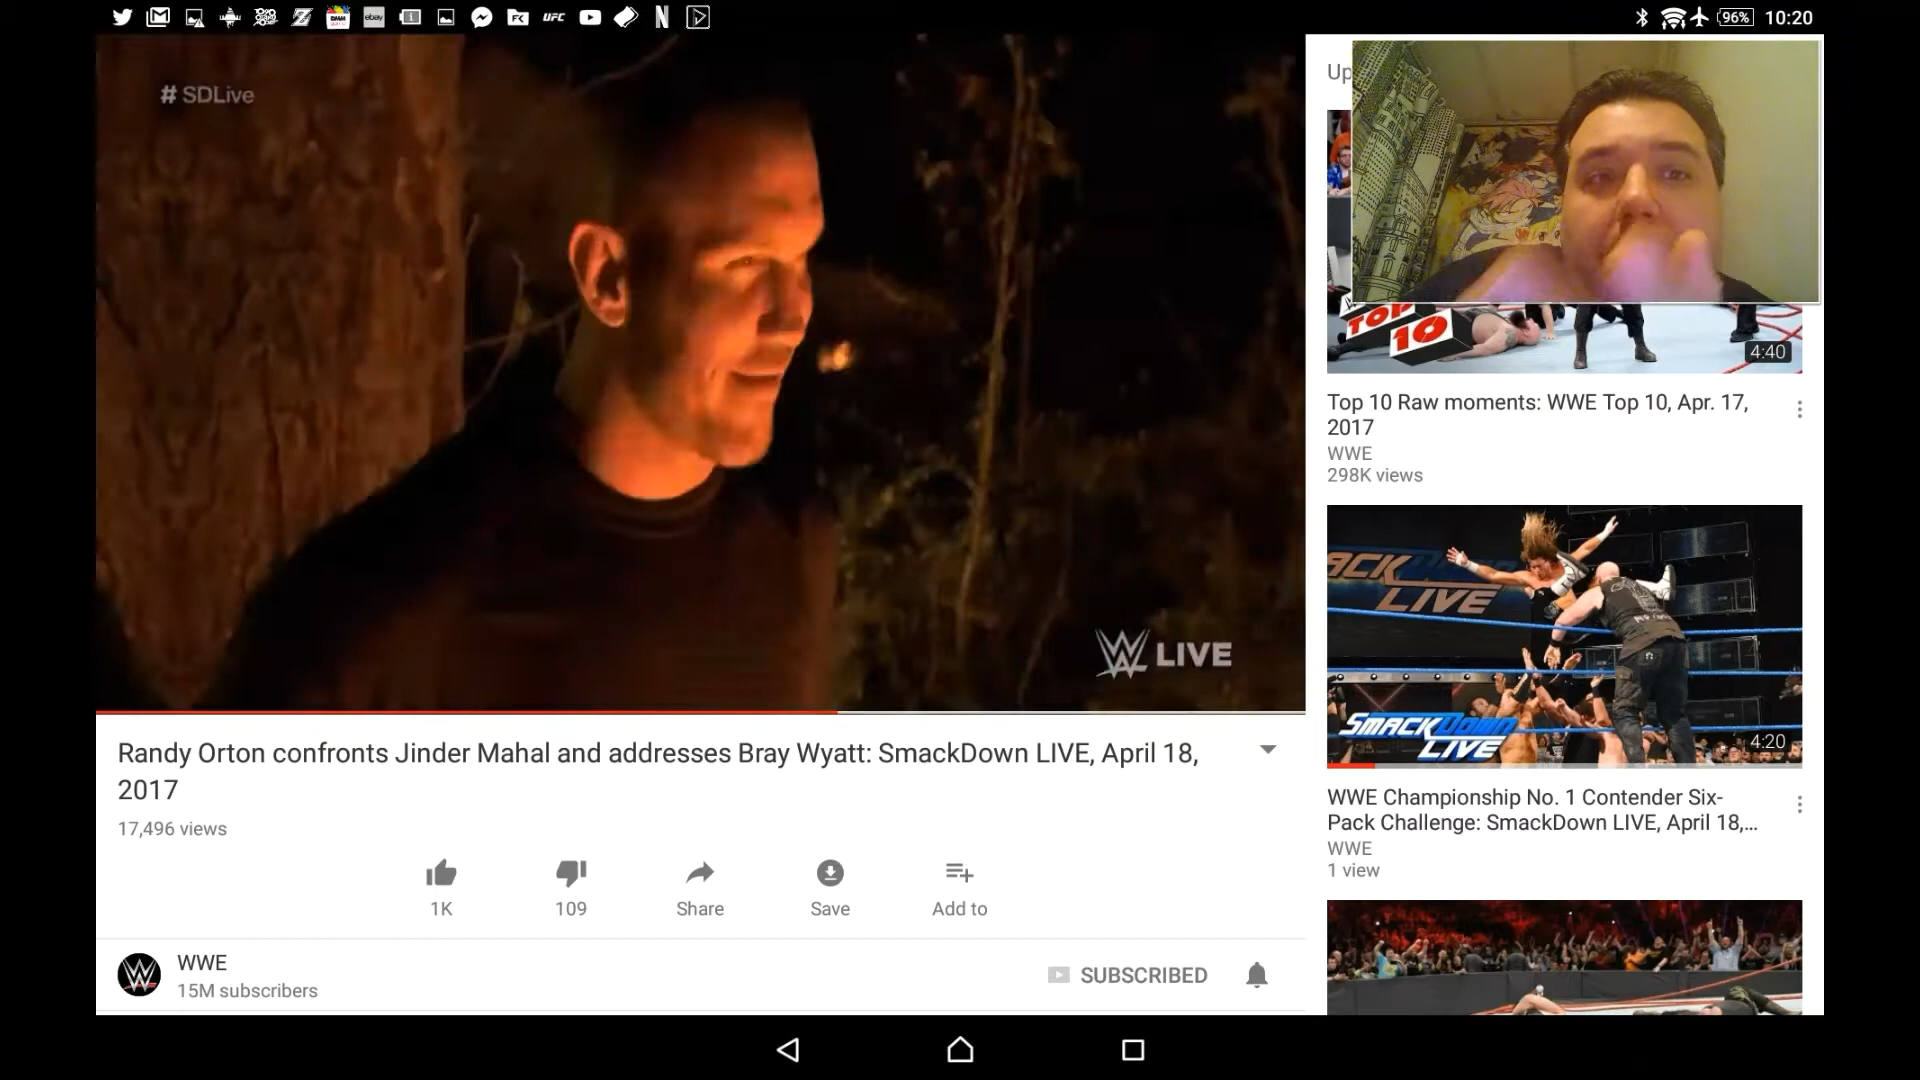 ebay
UFC
N
96%
10:20
# SDLive
LIVE
Randy Orton confronts Jinder Mahal and addresses Bray Wyatt: SmackDown LIVE, April 18,
2017
17,496 views
1K
109
Share
Save
Add to
WWE
15M subscribers
SUBSCRIBED
Up
TOP
10
4:40
Top 10 Raw moments: WWE Top 10, Apr. 17,
2017
WWE
298K views
ACK
LIVE
SMACKDOWN
LIVE
4:20
WWE Championship No. 1 Contender Six-
Pack Challenge: SmackDown LIVE, April 18,...
WWE
1 view